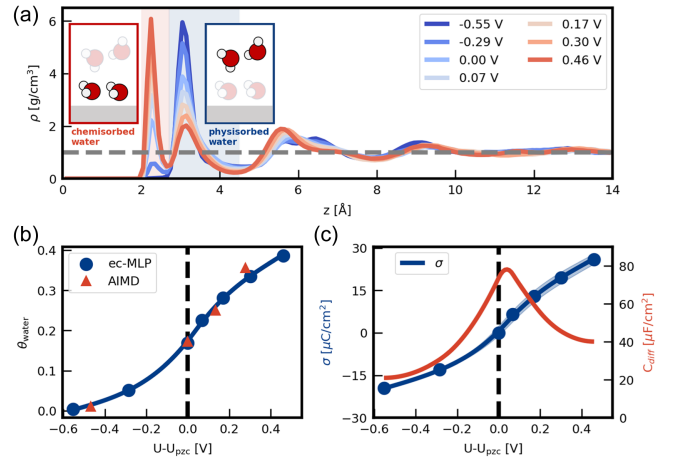 (a)
ρ [g/cm³]
6
4
2
0
chemisorbed
water
physisorbed
water
-0.55 V
-0.29 V
0.00 V
0.07 V
0.17 V
0.30 V
0.46 V
0 2 4 6 8 10 12 14
z [Å]
(b)
θwater
0.4
0.3
0.2
0.1
0.0
ec-MLP
AIMD
−0.6 −0.4 −0.2 0.0 0.2 0.4
U-Upzc [V]
(c)
σ [μC/cm²]
30
15
0
−15
−30
σ
80
60
40
20
0
Cdiff [μF/cm²]
−0.6 −0.4 −0.2 0.0 0.2 0.4
U-Upzc [V]